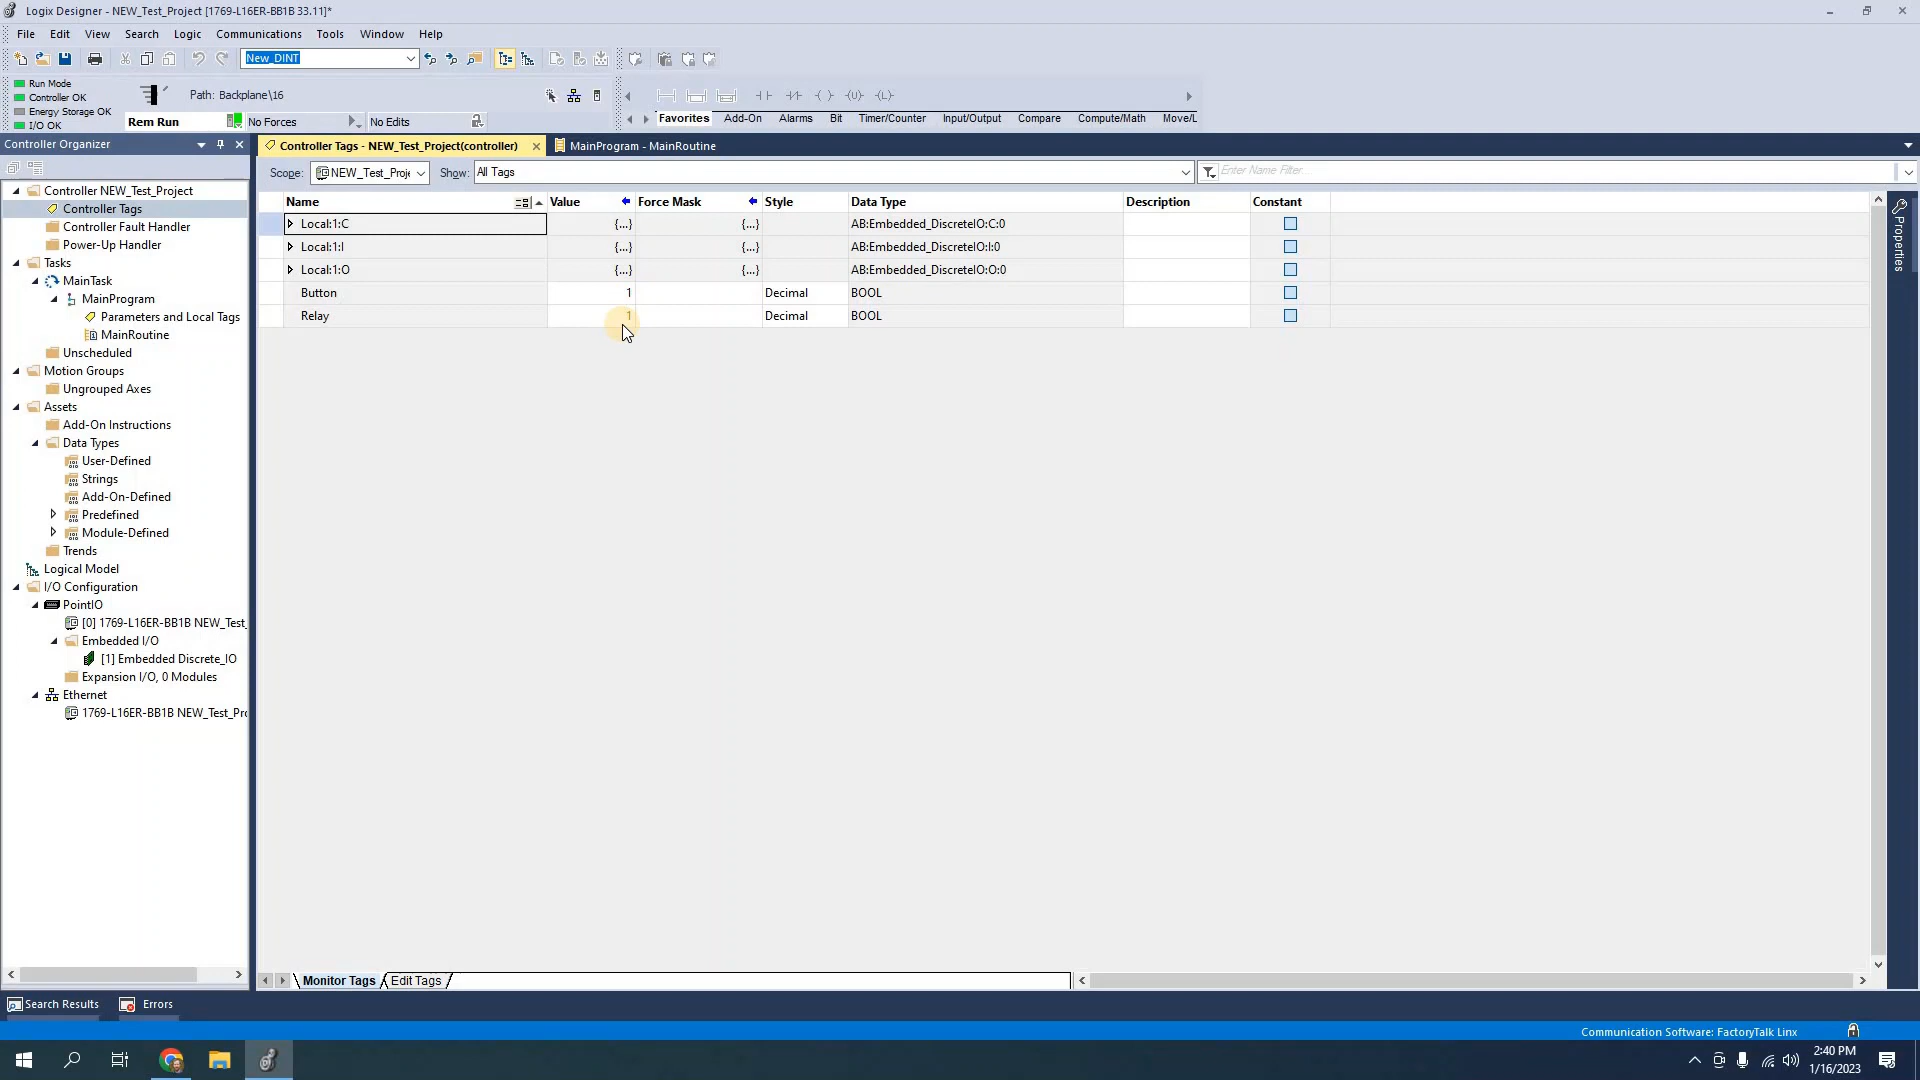 Logix Designer - NEW_Test_Project [1769-L16ER-BB1B 33.11]*
File Edit View Search Logic Communications Tools Window Help
New_DINT
Run Mode
Controller OK
Energy Storage OK
I/O OK
Path: Backplane\16
Rem Run No Forces No Edits
Favorites Add-On Alarms Bit Timer/Counter Input/Output Compare Compute/Math Move/L
Controller Organizer
Controller NEW_Test_Project
Controller Tags
Controller Fault Handler
Power-Up Handler
Tasks
MainTask
MainProgram
Parameters and Local Tags
MainRoutine
Unscheduled
Motion Groups
Ungrouped Axes
Assets
Add-On Instructions
Data Types
User-Defined
Strings
Add-On-Defined
Predefined
Module-Defined
Trends
Logical Model
I/O Configuration
PointIO
[0] 1769-L16ER-BB1B NEW_Test_
Embedded I/O
[1] Embedded Discrete_IO
Expansion I/O, 0 Modules
Ethernet
1769-L16ER-BB1B NEW_Test_Pro
Controller Tags - NEW_Test_Project(controller) MainProgram - MainRoutine
Scope: NEW_Test_Proje Show: All Tags Enter Name Filter...
Name Value Force Mask Style Data Type Description Constant
Local:1:C {...} {...} AB:Embedded_DiscreteIO:C:0
Local:1:I {...} {...} AB:Embedded_DiscreteIO:I:0
Local:1:O {...} {...} AB:Embedded_DiscreteIO:O:0
Button 1 Decimal BOOL
Relay 1 Decimal BOOL
Properties
Monitor Tags Edit Tags
Search Results Errors
Communication Software: FactoryTalk Linx
2:40 PM
1/16/2023